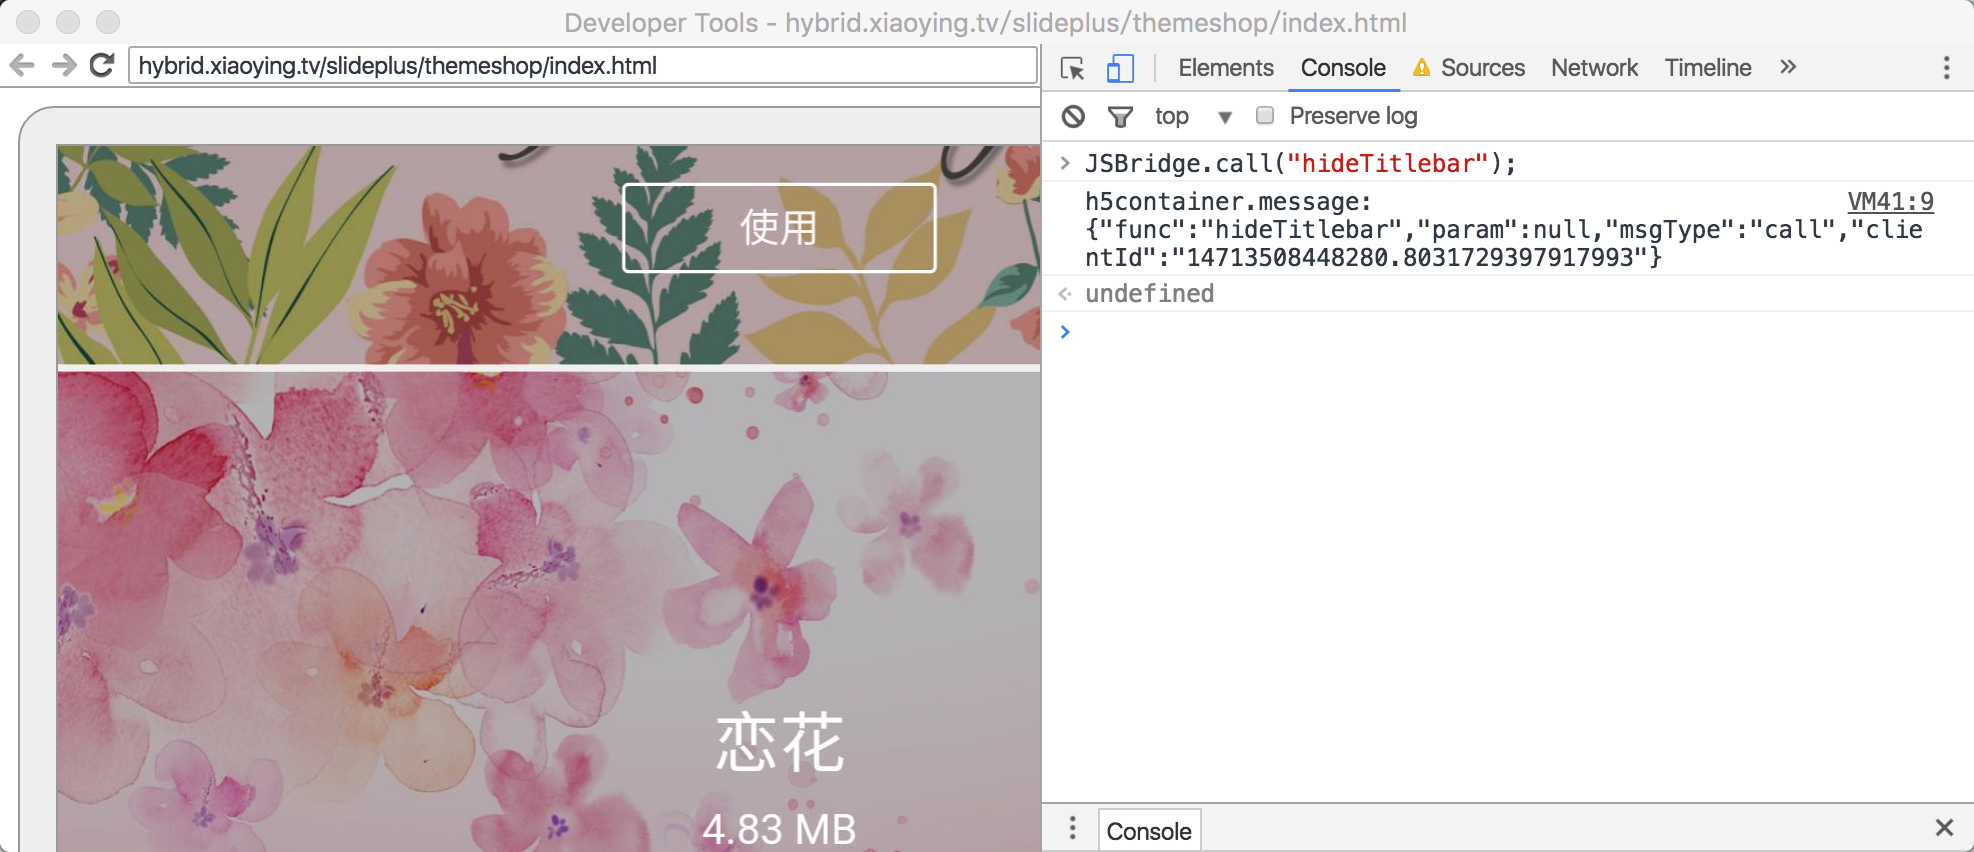 Developer Tools - hybrid.xiaoying.tv/slideplus/themeshop/index.html
hybrid.xiaoying.tv/slideplus/themeshop/index.html
Elements Console Sources Network Timeline »
top ▼ Preserve log
使用
恋花
4.83 MB
> JSBridge.call("hideTitlebar");
h5container.message: VM41:9
{"func":"hideTitlebar","param":null,"msgType":"call","clie
ntId":"14713508448280.8031729397917993"}
undefined
>
Console